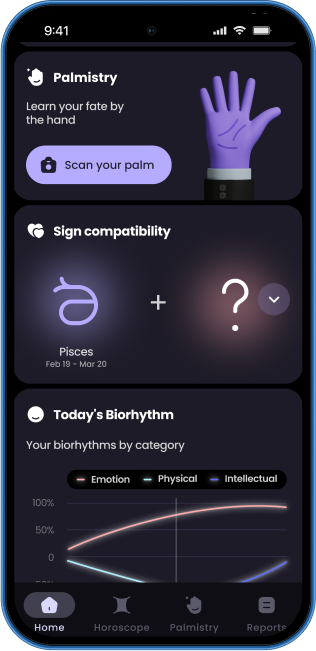 9:41
Palmistry
Learn your fate by
the hand
Scan your palm
Sign compatibility
+
?
Pisces
Feb 19 - Mar 20
Today's Biorhythm
Your biorhythms by category
Emotion Physical Intellectual
100%
50%
0
Home Horoscope Palmistry Reports